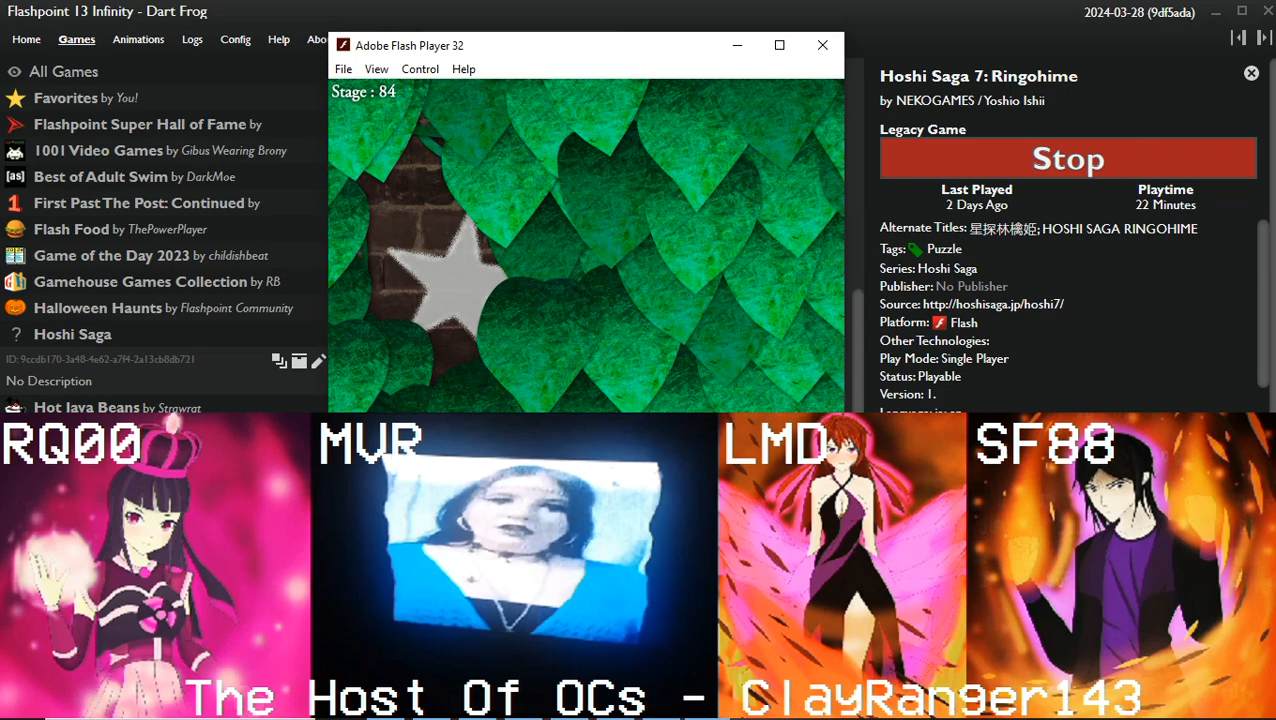 Flashpoint 13 Infinity - Dart Frog
2024-03-28 (9df5ada)
Home Games Animations Logs Config Help Abo
All Games
Favorites by You!
Flashpoint Super Hall of Fame by
1001 Video Games by Gibus Wearing Brony
[as] Best of Adult Swim by DarkMoe
1 First Past The Post: Continued by
Flash Food by ThePowerPlayer
Game of the Day 2023 by childishbeat
Gamehouse Games Collection by RB
Halloween Haunts by Flashpoint Community
? Hoshi Saga
ID:9ccdb170-3a48-4e62-a7f4-2a13cb8db721
No Description
Hot Java Beans by Strawrat
Adobe Flash Player 32
File View Control Help
Stage : 84
Hoshi Saga 7: Ringohime
by NEKOGAMES / Yoshio Ishii
Legacy Game
Stop
Last Played Playtime
2 Days Ago 22 Minutes
Alternate Titles: 星探林檎姫; HOSHI SAGA RINGOHIME
Tags: Puzzle
Series: Hoshi Saga
Publisher: No Publisher
Source: http://hoshisaga.jp/hoshi7/
Platform: Flash
Other Technologies:
Play Mode: Single Player
Status: Playable
Version: 1.
RQ00 MVR LMD SF88
The Host Of OCs - ClayRanger143